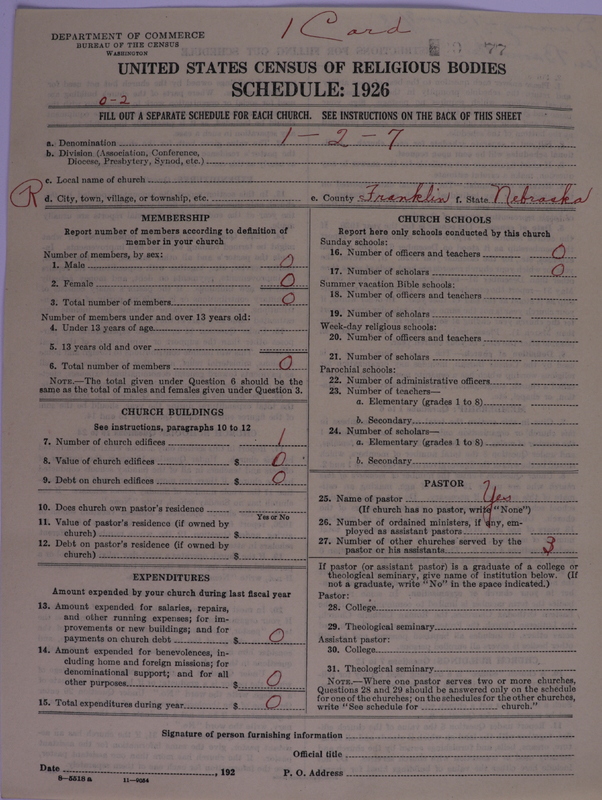 1 Card
DEPARTMENT OF COMMERCE
BUREAU OF THE CENSUS
WASHINGTON
77
UNITED STATES CENSUS OF RELIGIOUS BODIES
SCHEDULE: 1926
0-2
FILL OUT A SEPARATE SCHEDULE FOR EACH CHURCH. SEE INSTRUCTIONS ON THE BACK OF THIS SHEET
a. Denomination 1-2-7
b. Division (Association, Conference,
Diocese, Presbytery, Synod, etc.)
c. Local name of church
R d. City, town, village, or township, etc. e. County Franklin f. State Nebraska
MEMBERSHIP
Report number of members according to definition of
member in your church
Number of members, by sex:
1. Male 0
2. Female 0
3. Total number of members 0
Number of members under and over 13 years old:
4. Under 13 years of age
5. 13 years old and over
6. Total number of members 0
NOTE.—The total given under Question 6 should be the
same as the total of males and females given under Question 3.
CHURCH BUILDINGS
See instructions, paragraphs 10 to 12
7. Number of church edifices 1
8. Value of church edifices $ 0
9. Debt on church edifices $ 0
10. Does church own pastor's residence
Yes or No
11. Value of pastor's residence (if owned by
church) $
12. Debt on pastor's residence (if owned by
church) $
EXPENDITURES
Amount expended by your church during last fiscal year
13. Amount expended for salaries, repairs,
and other running expenses; for im-
provements or new buildings; and for
payments on church debt $ 0
14. Amount expended for benevolences, in-
cluding home and foreign missions; for
denominational support; and for all
other purposes $ 0
15. Total expenditures during year $ 0
CHURCH SCHOOLS
Report here only schools conducted by this church
Sunday schools:
16. Number of officers and teachers 0
17. Number of scholars 0
Summer vacation Bible schools:
18. Number of officers and teachers
19. Number of scholars
Week-day religious schools:
20. Number of officers and teachers
21. Number of scholars
Parochial schools:
22. Number of administrative officers
23. Number of teachers—
a. Elementary (grades 1 to 8)
b. Secondary
24. Number of scholars—
a. Elementary (grades 1 to 8)
b. Secondary
PASTOR
25. Name of pastor Yes
(If church has no pastor, write "None")
26. Number of ordained ministers, if any, em-
ployed as assistant pastors
27. Number of other churches served by the
pastor or his assistants 3
If pastor (or assistant pastor) is a graduate of a college or
theological seminary, give name of institution below. (If
not a graduate, write "No" in the space indicated.)
Pastor:
28. College
29. Theological seminary
Assistant pastor:
30. College
31. Theological seminary
NOTE.—Where one pastor serves two or more churches,
Questions 28 and 29 should be answered only on the schedule
for one of the churches; on the schedules for the other churches,
write "See schedule for church."
Signature of person furnishing information
Official title
Date , 192 P. O. Address
8-5518 a 11-9054